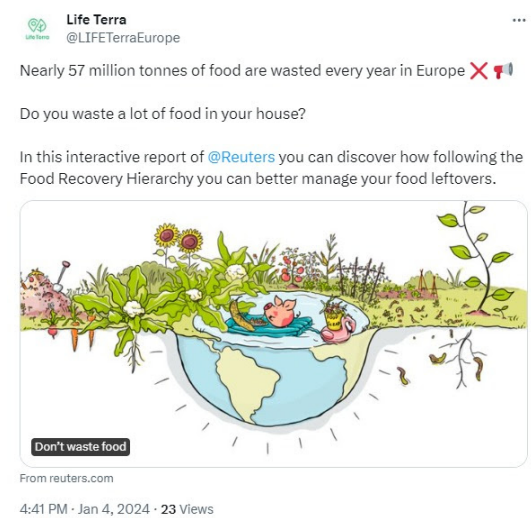 Life Terra
@LIFETerraEurope
Life Terra
Nearly 57 million tonnes of food are wasted every year in Europe ❌ 📢
Do you waste a lot of food in your house?
In this interactive report of @Reuters you can discover how following the
Food Recovery Hierarchy you can better manage your food leftovers.
Don't waste food
From reuters.com
4:41 PM · Jan 4, 2024 · 23 Views